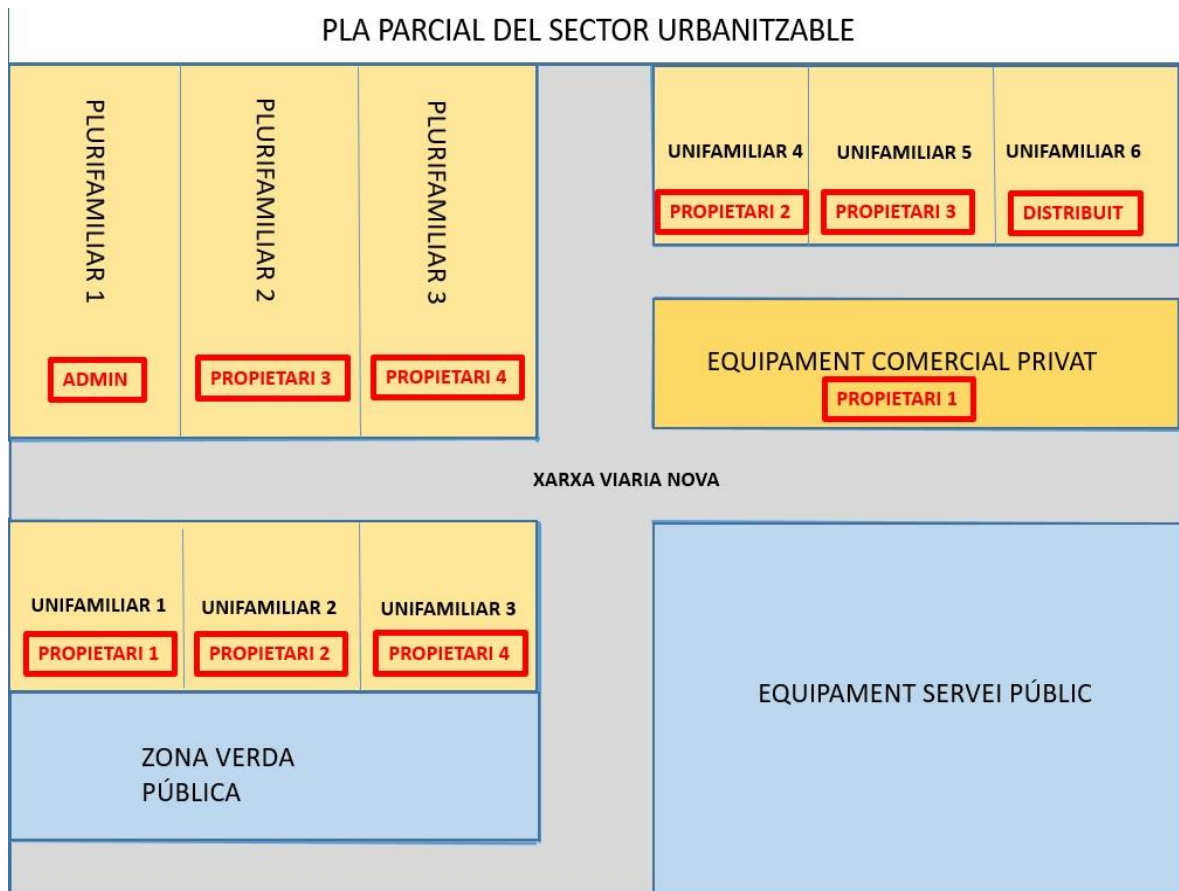 PLA PARCIAL DEL SECTOR URBANITZABLE
PLURIFAMILIAR 1
ADMIN
PLURIFAMILIAR 2
PROPIETARI 3
PLURIFAMILIAR 3
PROPIETARI 4
UNIFAMILIAR 4
PROPIETARI 2
UNIFAMILIAR 5
PROPIETARI 3
UNIFAMILIAR 6
DISTRIBUIT
EQUIPAMENT COMERCIAL PRIVAT
PROPIETARI 1
XARXA VIARIA NOVA
UNIFAMILIAR 1
PROPIETARI 1
UNIFAMILIAR 2
PROPIETARI 2
UNIFAMILIAR 3
PROPIETARI 4
ZONA VERDA
PÚBLICA
EQUIPAMENT SERVEI PÚBLIC